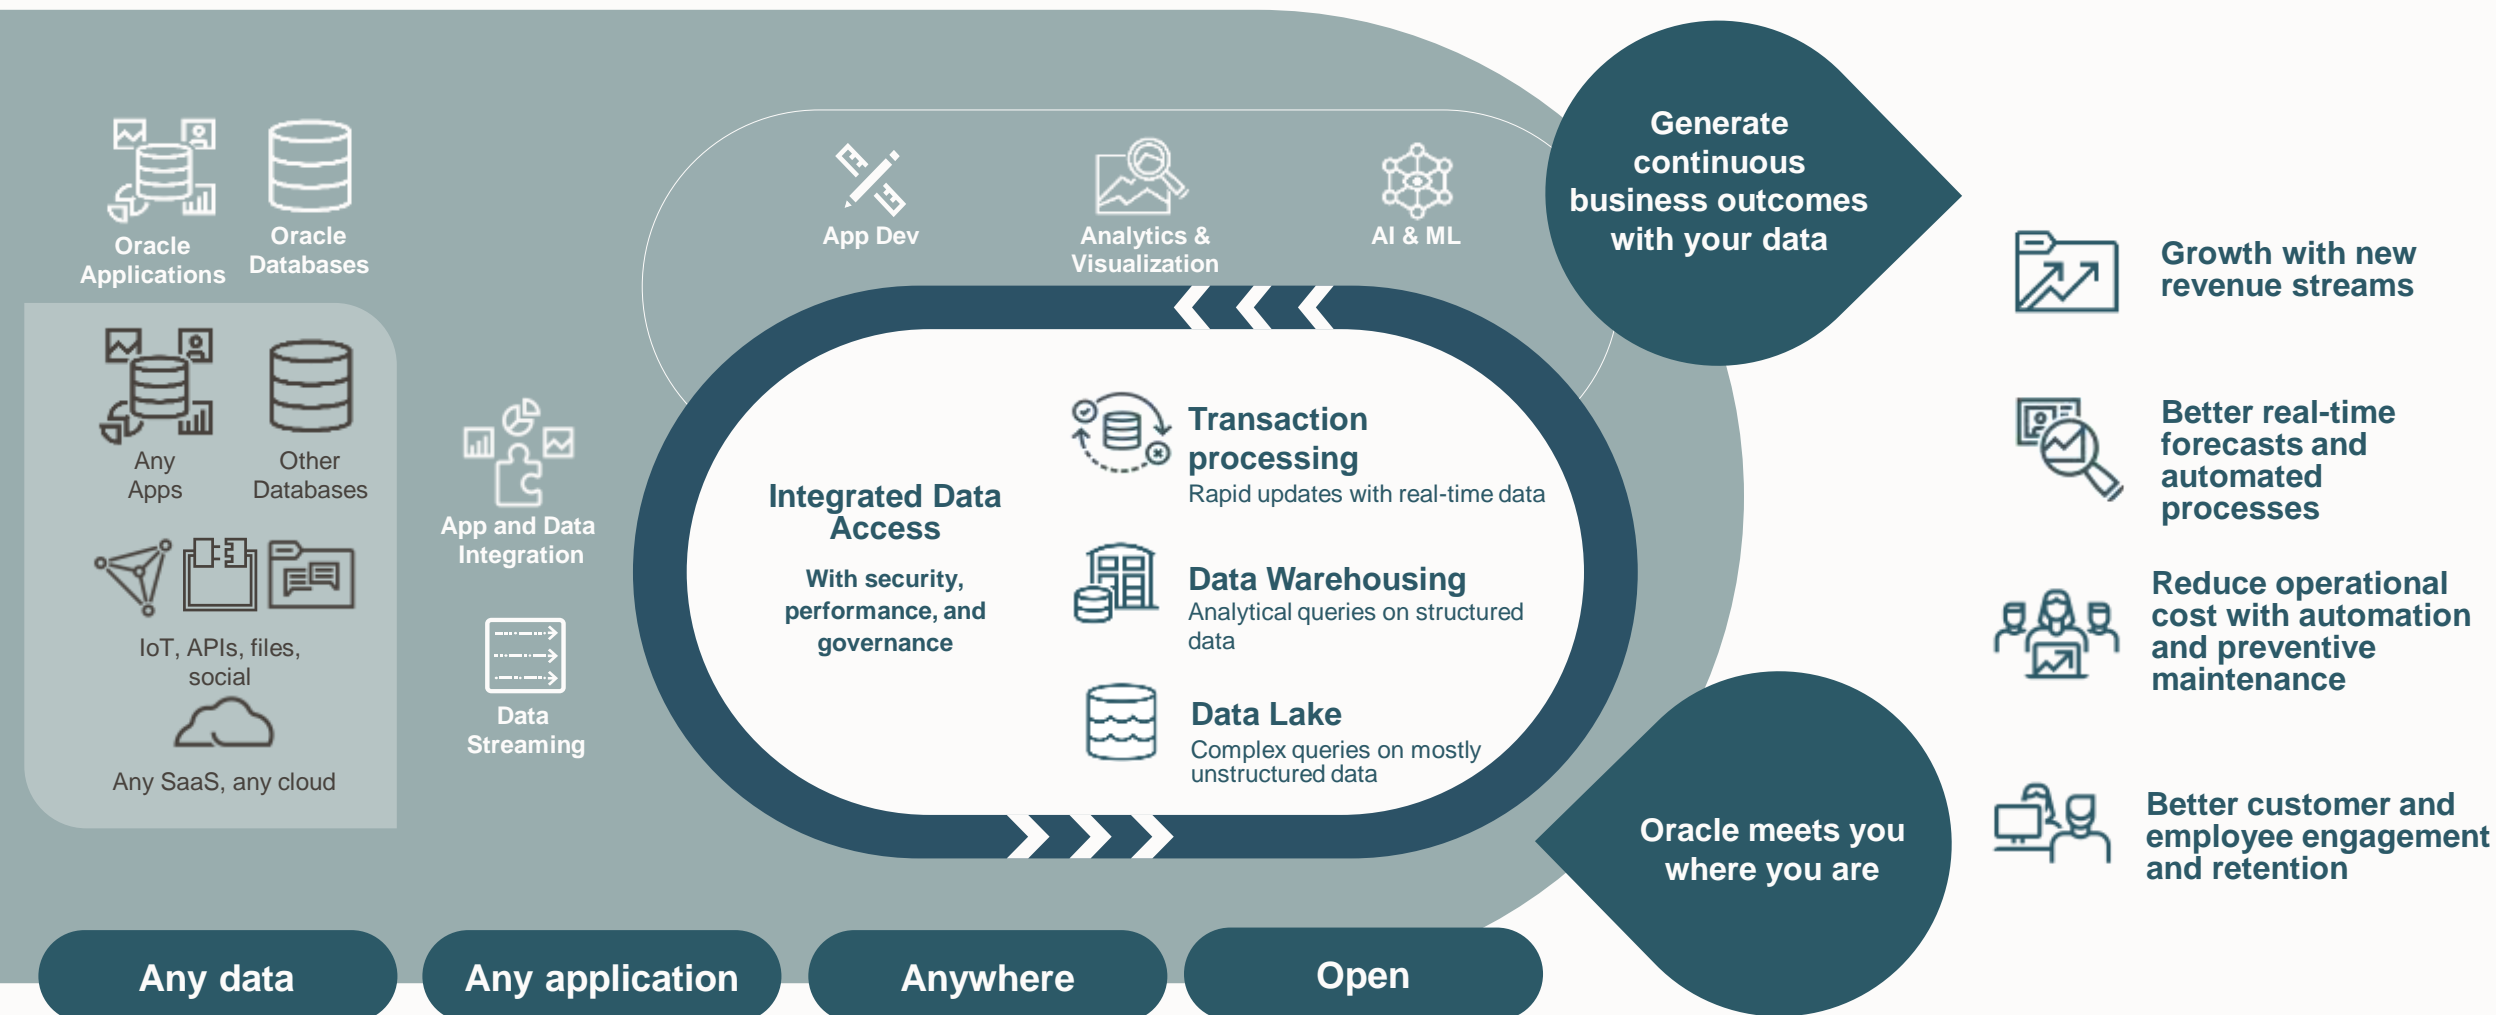 Oracle
Applications
Oracle
Databases
Any
Apps
Other
Databases
IoT, APIs, files,
social
Any SaaS, any cloud
App and Data
Integration
Data
Streaming
App Dev
Analytics &
Visualization
AI & ML
Integrated Data
Access
With security,
performance, and
governance
Transaction
processing
Rapid updates with real-time data
Data Warehousing
Analytical queries on structured
data
Data Lake
Complex queries on mostly
unstructured data
Generate
continuous
business outcomes
with your data
Growth with new
revenue streams
Better real-time
forecasts and
automated
processes
Reduce operational
cost with automation
and preventive
maintenance
Better customer and
employee engagement
and retention
Oracle meets you
where you are
Any data
Any application
Anywhere
Open